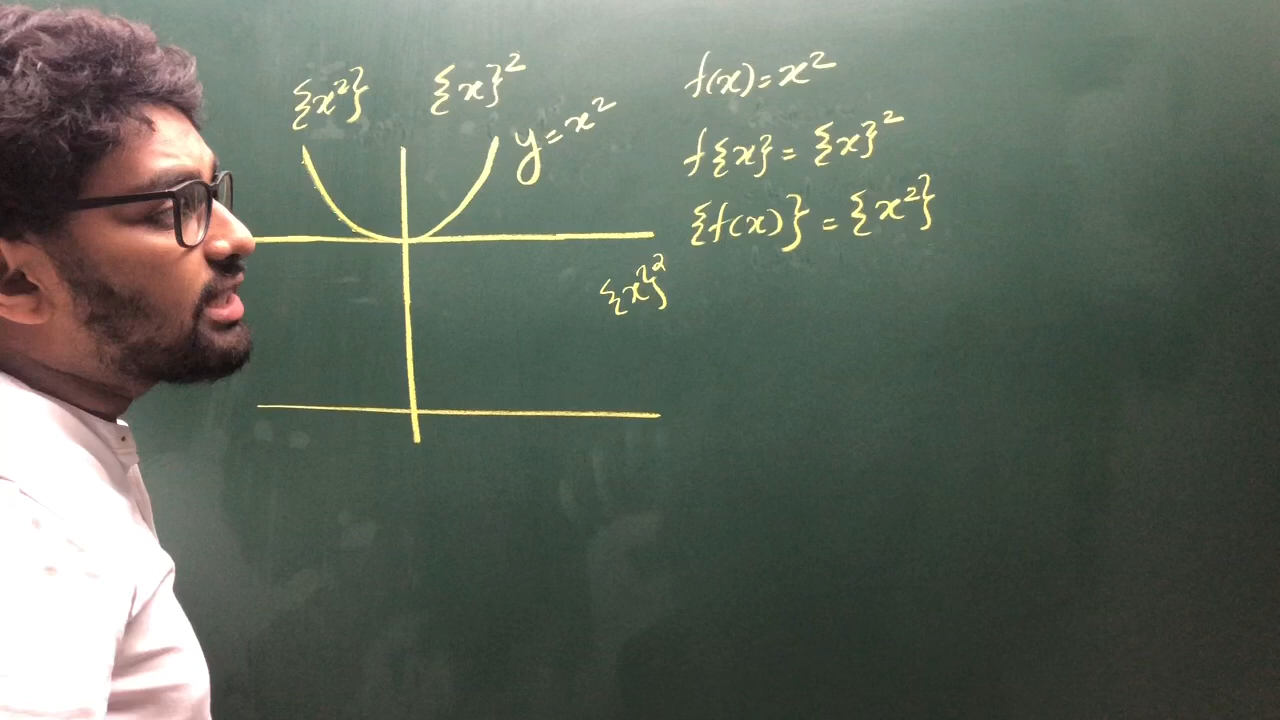 {x²} {x}²
y=x²
f(x)=x²
f{x} = {x}²
{f(x)} = {x²}
{x}²